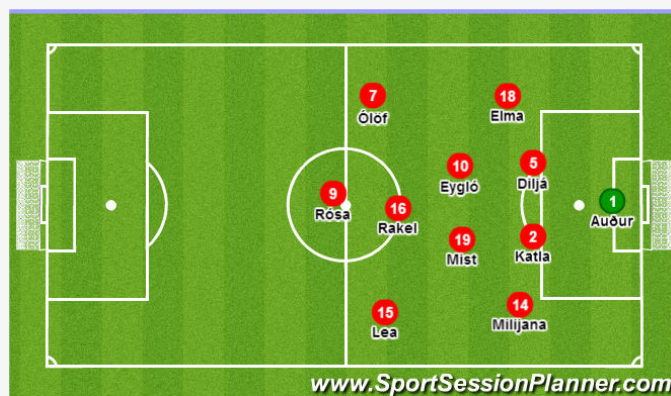 7
Ólöf
18
Elma
10
Eygló
5
Diljá
9
Rósa
16
Rakel
1
Auður
19
Mist
2
Katla
15
Lea
14
Milijana
www.SportSessionPlanner.com